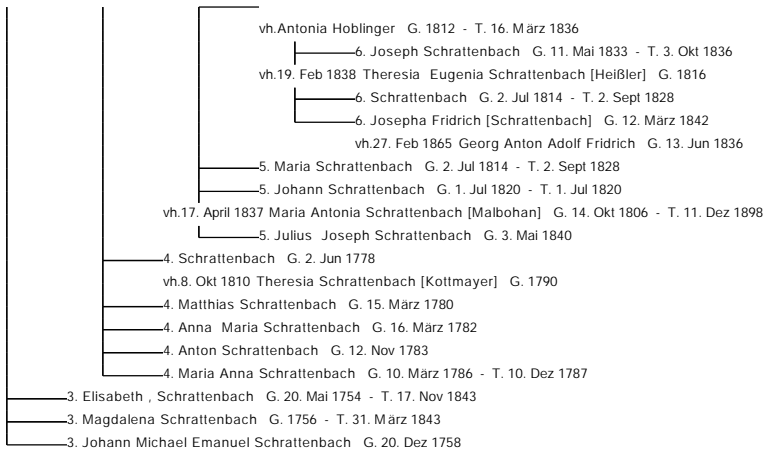 vh.Antonia Hoblinger G. 1812 - T. 16. März 1836
6. Joseph Schrattenbach G. 11. Mai 1833 - T. 3. Okt 1836
vh.19. Feb 1838 Theresia Eugenia Schrattenbach [Heißler] G. 1816
6. Schrattenbach G. 2. Jul 1814 - T. 2. Sept 1828
6. Josepha Fridrich [Schrattenbach] G. 12. März 1842
vh.27. Feb 1865 Georg Anton Adolf Fridrich G. 13. Jun 1836
5. Maria Schrattenbach G. 2. Jul 1814 - T. 2. Sept 1828
5. Johann Schrattenbach G. 1. Jul 1820 - T. 1. Jul 1820
vh.17. April 1837 Maria Antonia Schrattenbach [Malbohan] G. 14. Okt 1806 - T. 11. Dez 1898
5. Julius Joseph Schrattenbach G. 3. Mai 1840
4. Schrattenbach G. 2. Jun 1778
vh.8. Okt 1810 Theresia Schrattenbach [Kottmayer] G. 1790
4. Matthias Schrattenbach G. 15. März 1780
4. Anna Maria Schrattenbach G. 16. März 1782
4. Anton Schrattenbach G. 12. Nov 1783
4. Maria Anna Schrattenbach G. 10. März 1786 - T. 10. Dez 1787
3. Elisabeth , Schrattenbach G. 20. Mai 1754 - T. 17. Nov 1843
3. Magdalena Schrattenbach G. 1756 - T. 31. März 1843
3. Johann Michael Emanuel Schrattenbach G. 20. Dez 1758